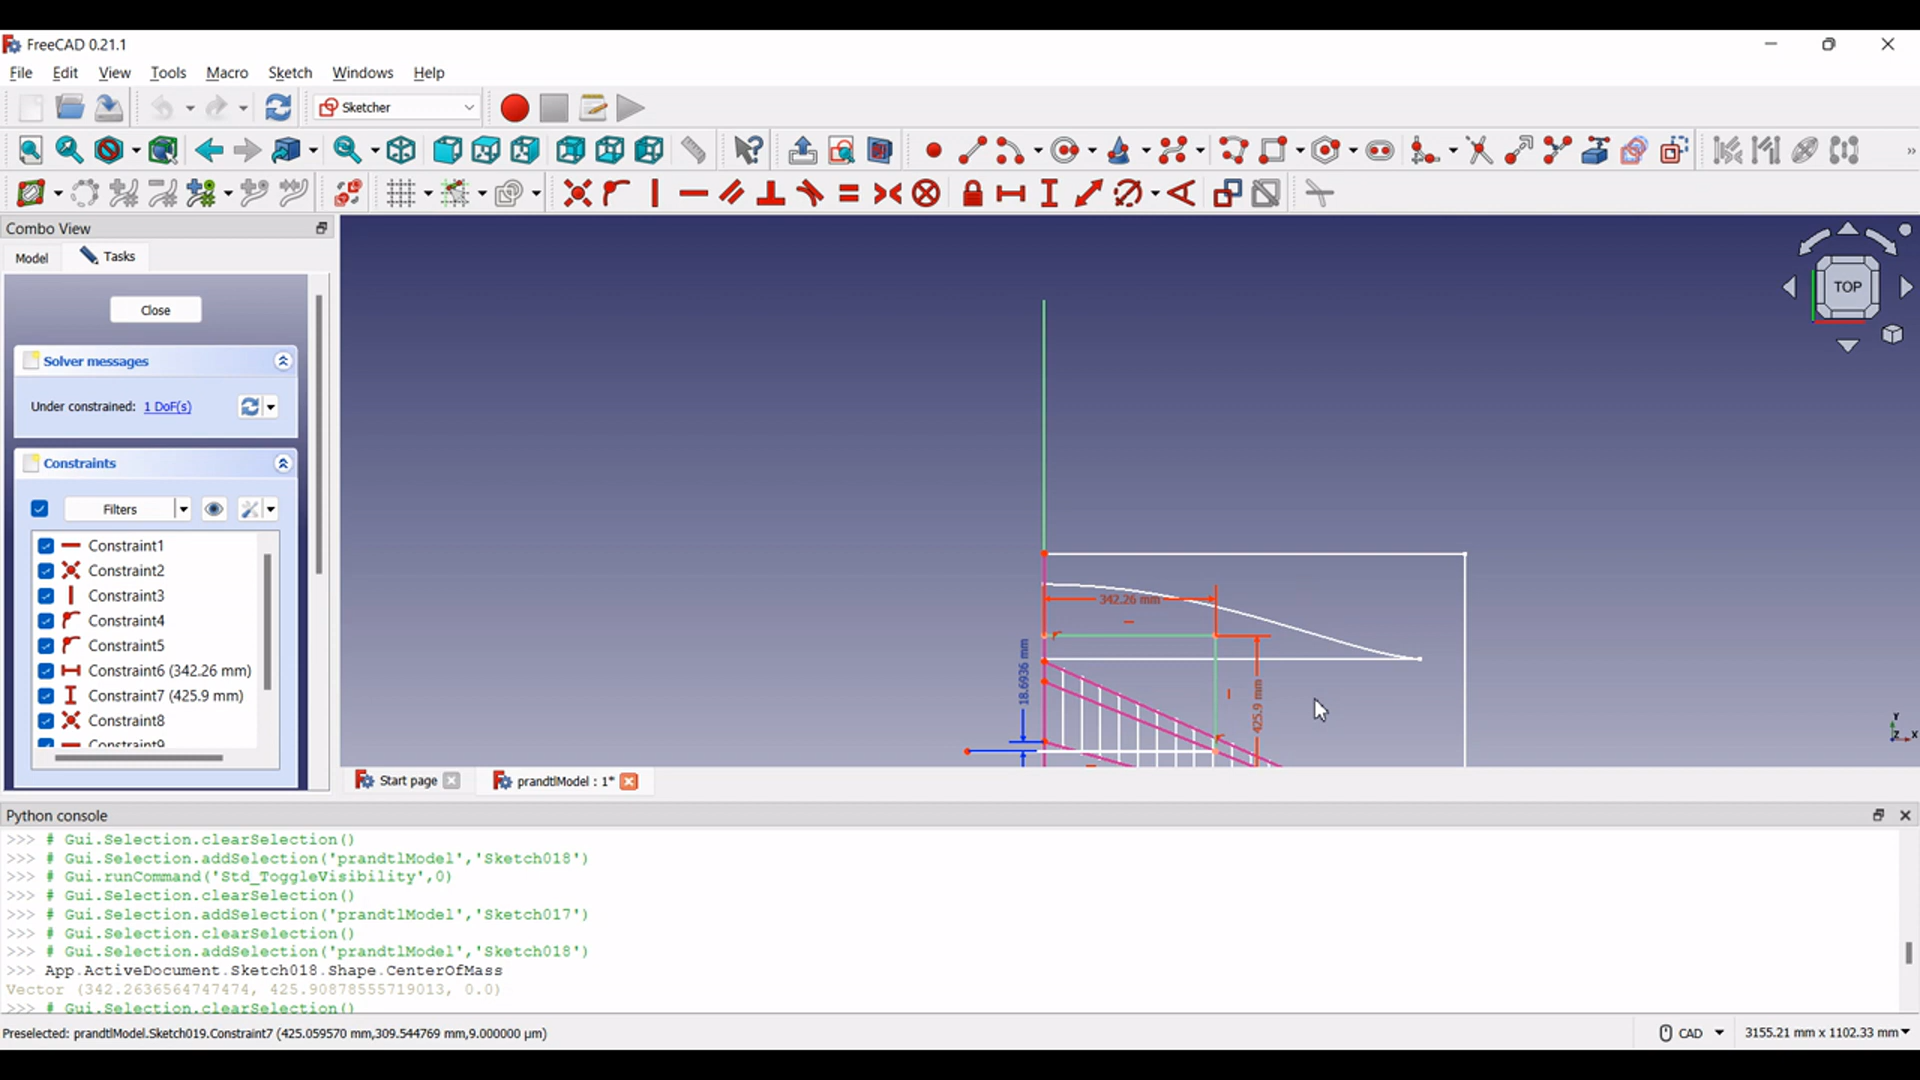 FreeCAD 0.21.1
File Edit View Tools Macro Sketch Windows Help
Sketcher
»
Combo View
Model Tasks
Close
Solver messages
Under constrained: 1 DoF(s)
Constraints
Filters
Constraint1
Constraint2
Constraint3
Constraint4
Constraint5
Constraint6 (342.26 mm)
Constraint7 (425.9 mm)
Constraint8
Constraint9
TOP
342.26 mm
18.6936 mm
425.9 mm
Y
Z X
Start page prandtlModel : 1*
Python console
>>> # Gui.Selection.clearSelection()
>>> # Gui.Selection.addSelection('prandtlModel','Sketch018')
>>> # Gui.runCommand('Std_ToggleVisibility',0)
>>> # Gui.Selection.clearSelection()
>>> # Gui.Selection.addSelection('prandtlModel','Sketch017')
>>> # Gui.Selection.clearSelection()
>>> # Gui.Selection.addSelection('prandtlModel','Sketch018')
>>> App.ActiveDocument.Sketch018.Shape.CenterOfMass
Vector (342.2636564747474, 425.90878555719013, 0.0)
>>> # Gui.Selection.clearSelection()
Preselected: prandtlModel.Sketch019.Constraint7 (425.059570 mm,309.544769 mm,9.000000 µm)
CAD
3155.21 mm x 1102.33 mm